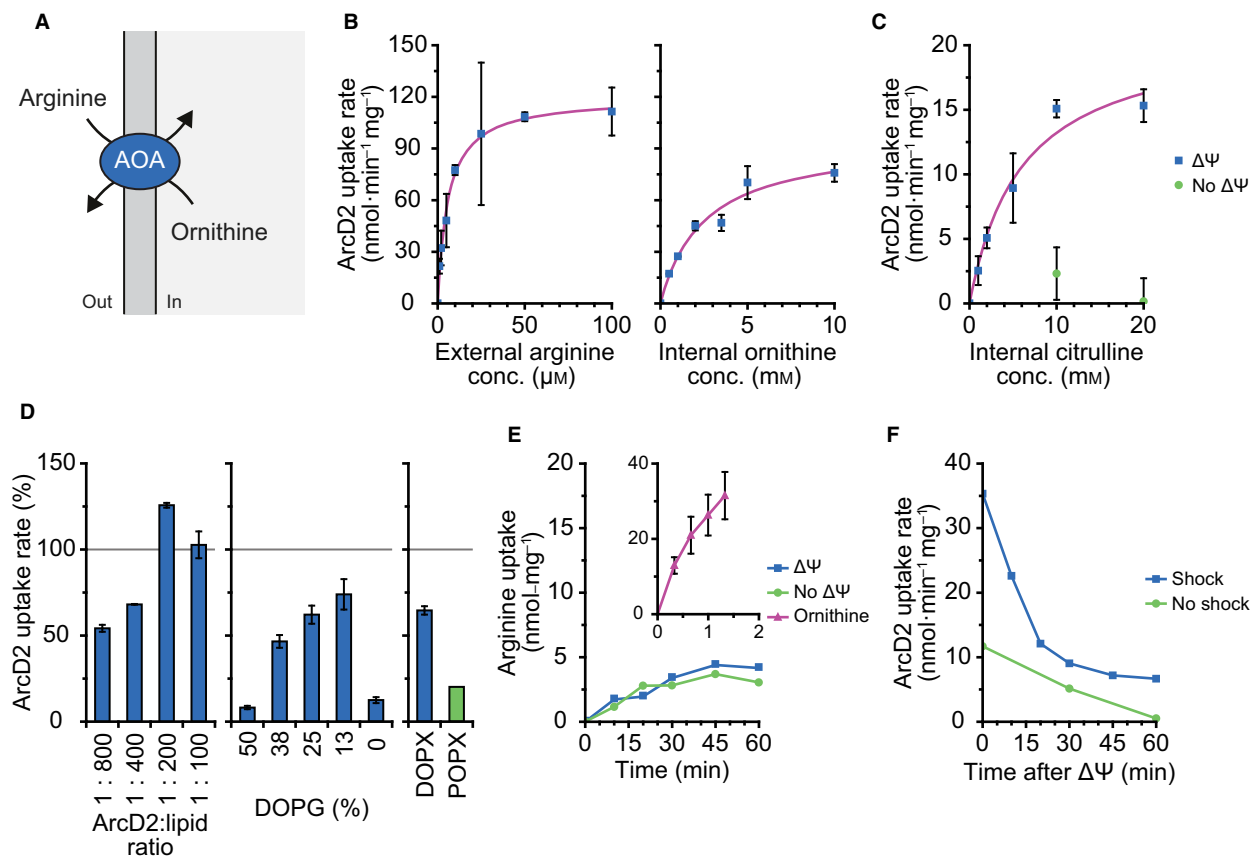 A
Arginine
AOA
Ornithine
Out
In
B
ArcD2 uptake rate
(nmol·min⁻¹ mg⁻¹)
150
120
90
60
30
0
0
50
100
External arginine
conc. (µM)
0
5
10
Internal ornithine
conc. (mM)
C
ArcD2 uptake rate
(nmol·min⁻¹ mg⁻¹)
20
15
10
5
0
0
10
20
Internal citrulline
conc. (mM)
ΔΨ
No ΔΨ
D
ArcD2 uptake rate (%)
150
100
50
0
1 : 800
1 : 400
1 : 200
1 : 100
ArcD2:lipid
ratio
50
38
25
13
0
DOPG (%)
DOPX
POPX
E
Arginine uptake
(nmol–mg⁻¹)
20
15
10
5
0
0
15
30
45
60
Time (min)
40
20
0
0
1
2
ΔΨ
No ΔΨ
Ornithine
F
ArcD2 uptake rate
(nmol·min⁻¹ mg⁻¹)
40
30
20
10
0
0
15
30
45
60
Time after ΔΨ (min)
Shock
No shock